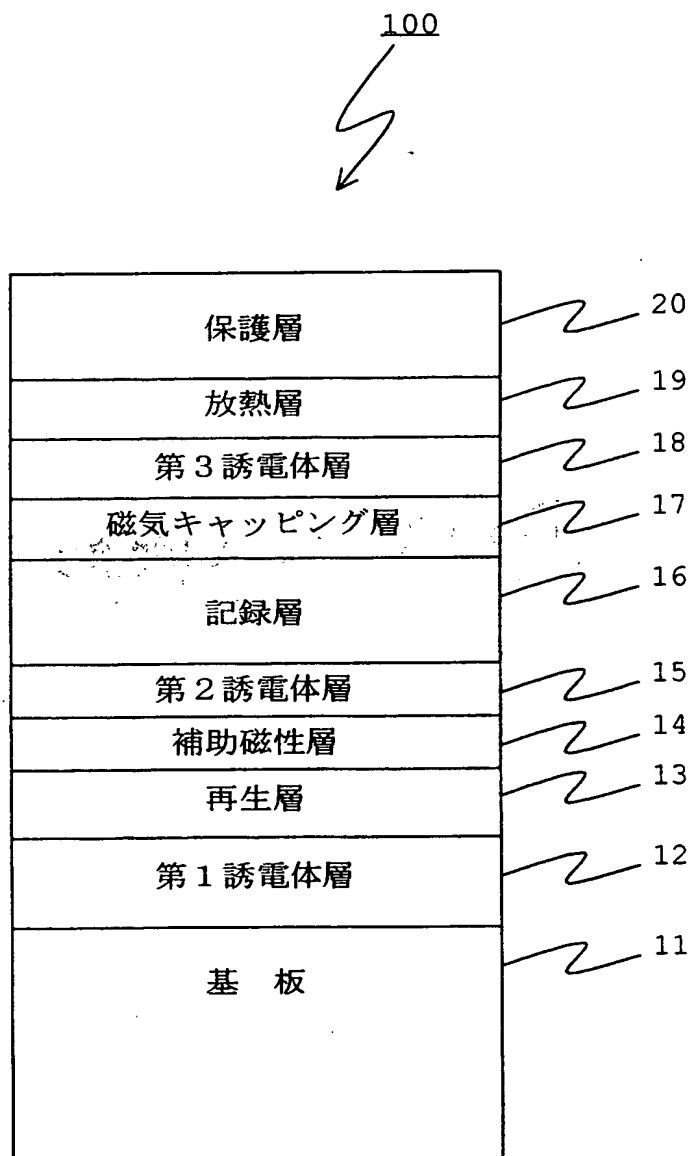 100
保護層 20
放熱層 19
第３誘電体層 18
磁気キャッピング層 17
記録層 16
第２誘電体層 15
補助磁性層 14
再生層 13
第１誘電体層 12
基　板 11